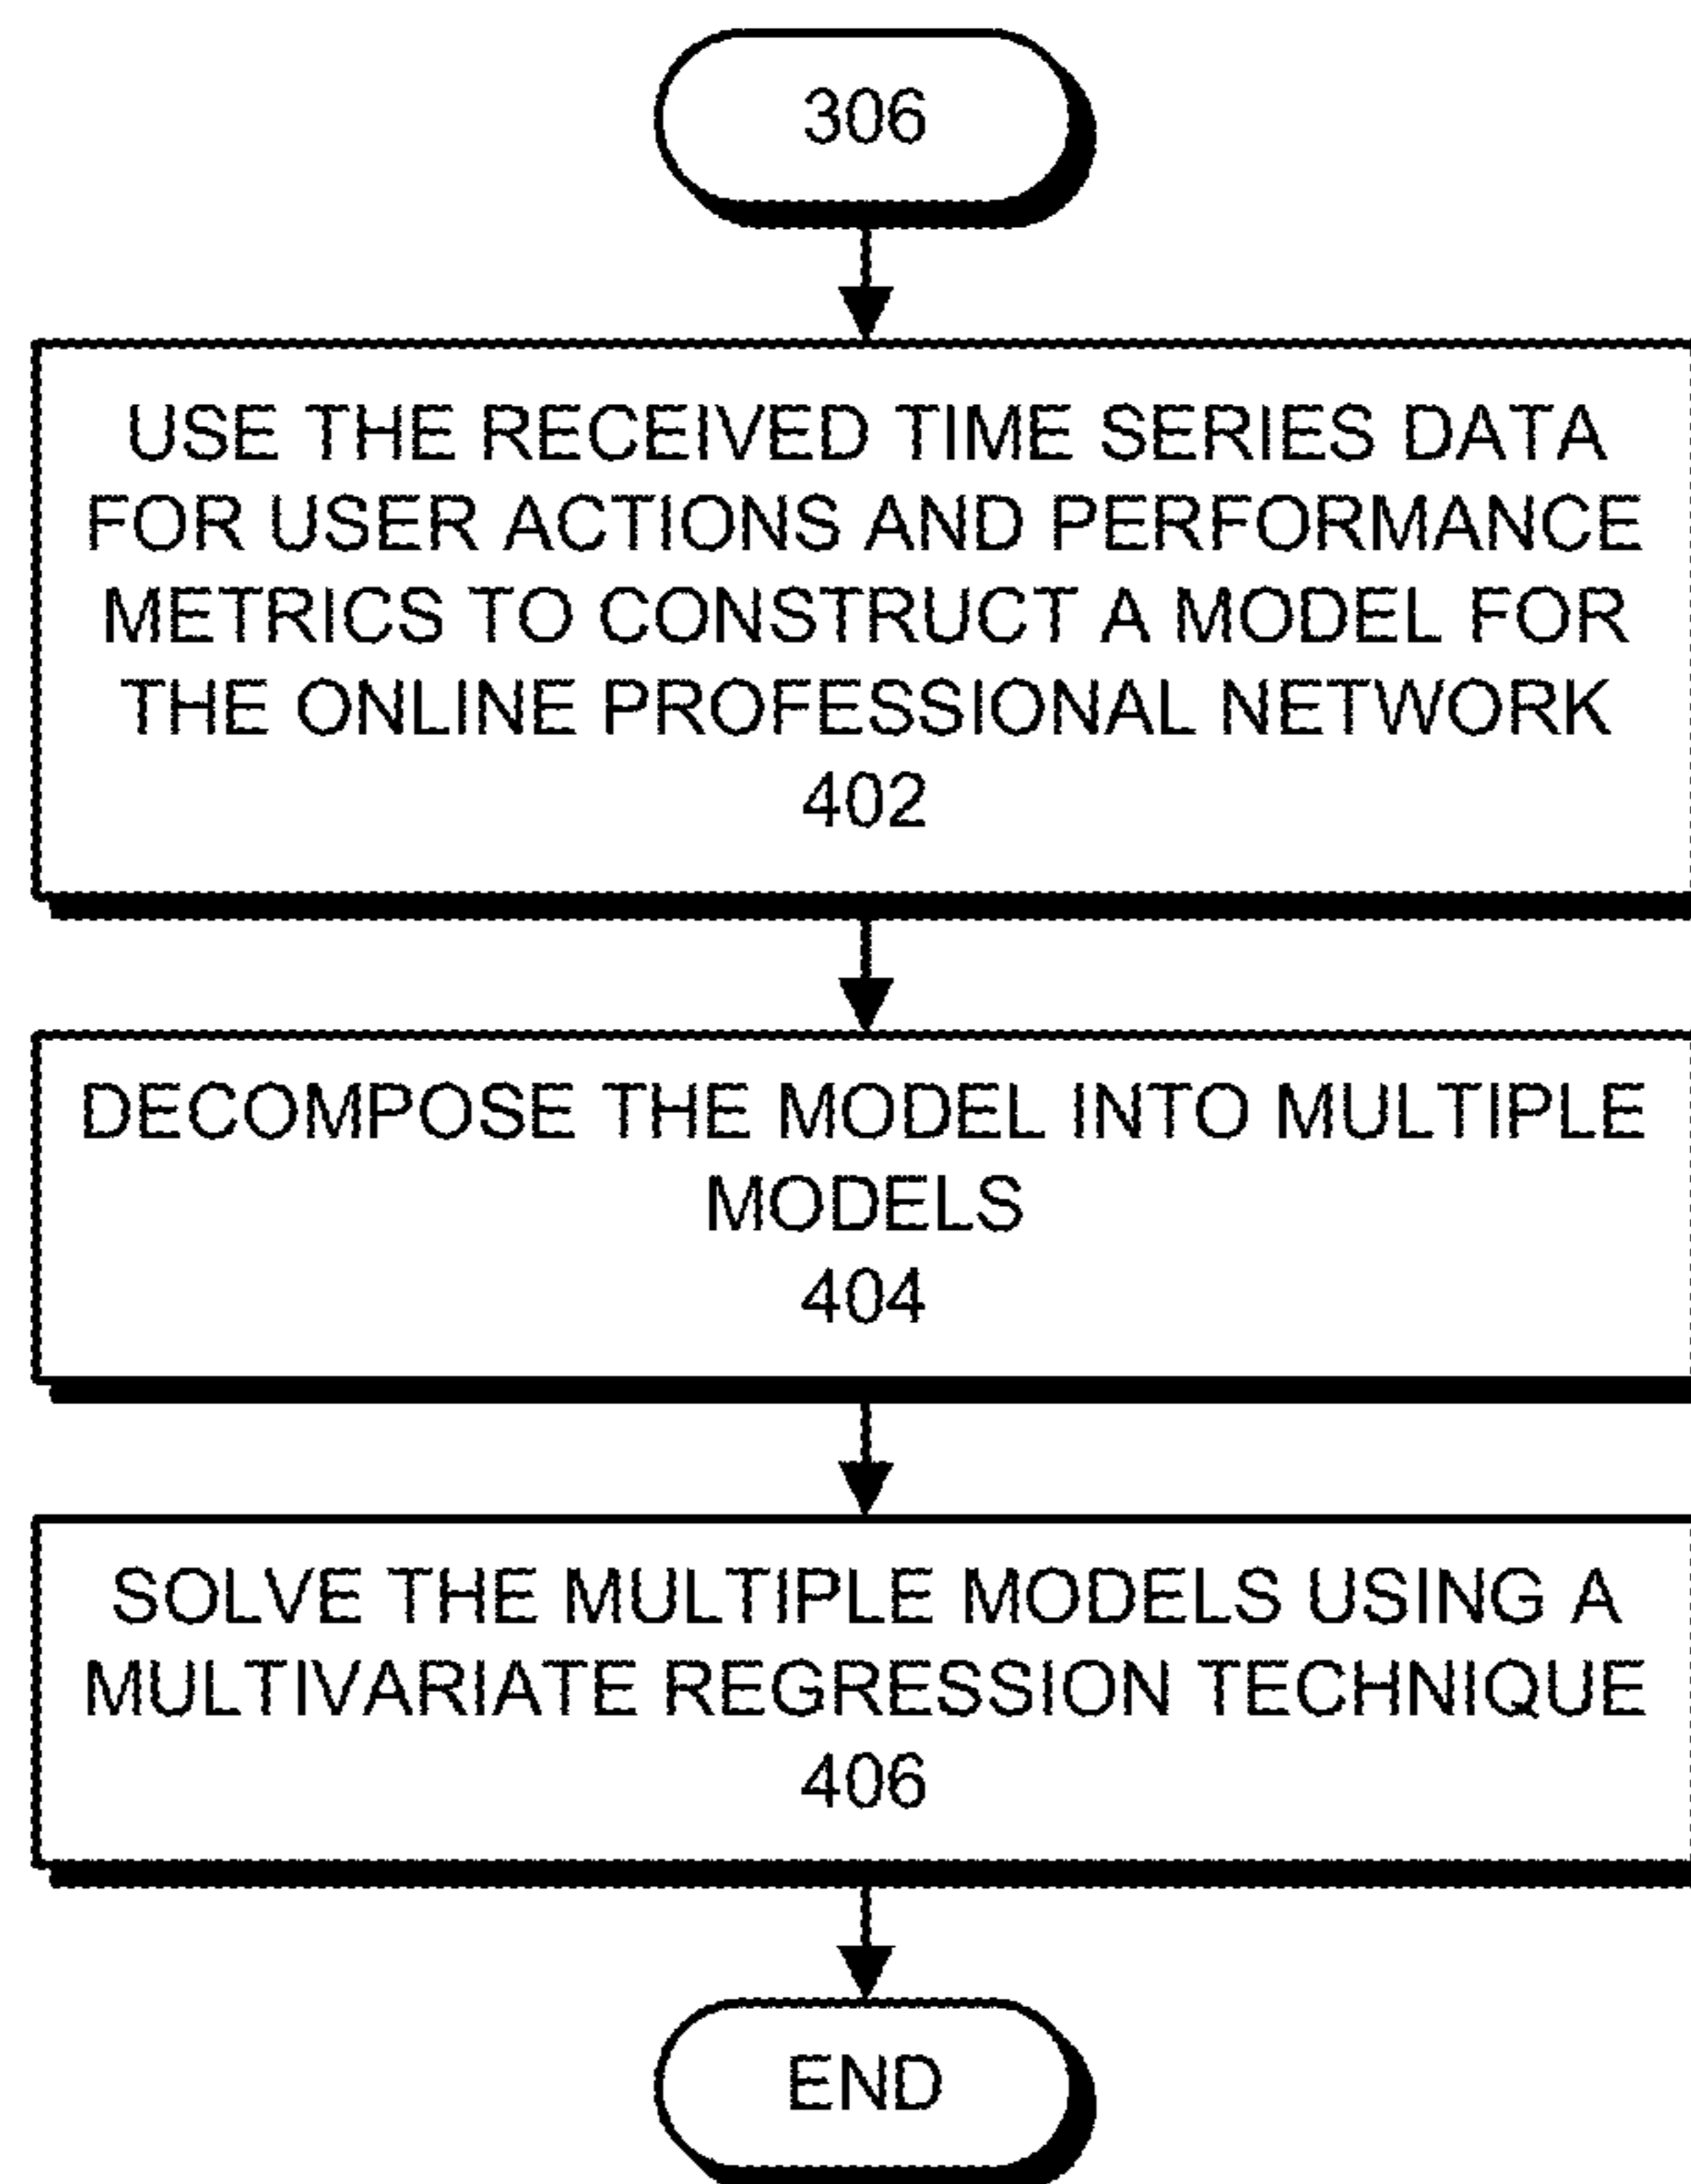 306
USE THE RECEIVED TIME SERIES DATA
FOR USER ACTIONS AND PERFORMANCE
METRICS TO CONSTRUCT A MODEL FOR
THE ONLINE PROFESSIONAL NETWORK
402
DECOMPOSE THE MODEL INTO MULTIPLE
MODELS
404
SOLVE THE MULTIPLE MODELS USING A
MULTIVARIATE REGRESSION TECHNIQUE
406
END